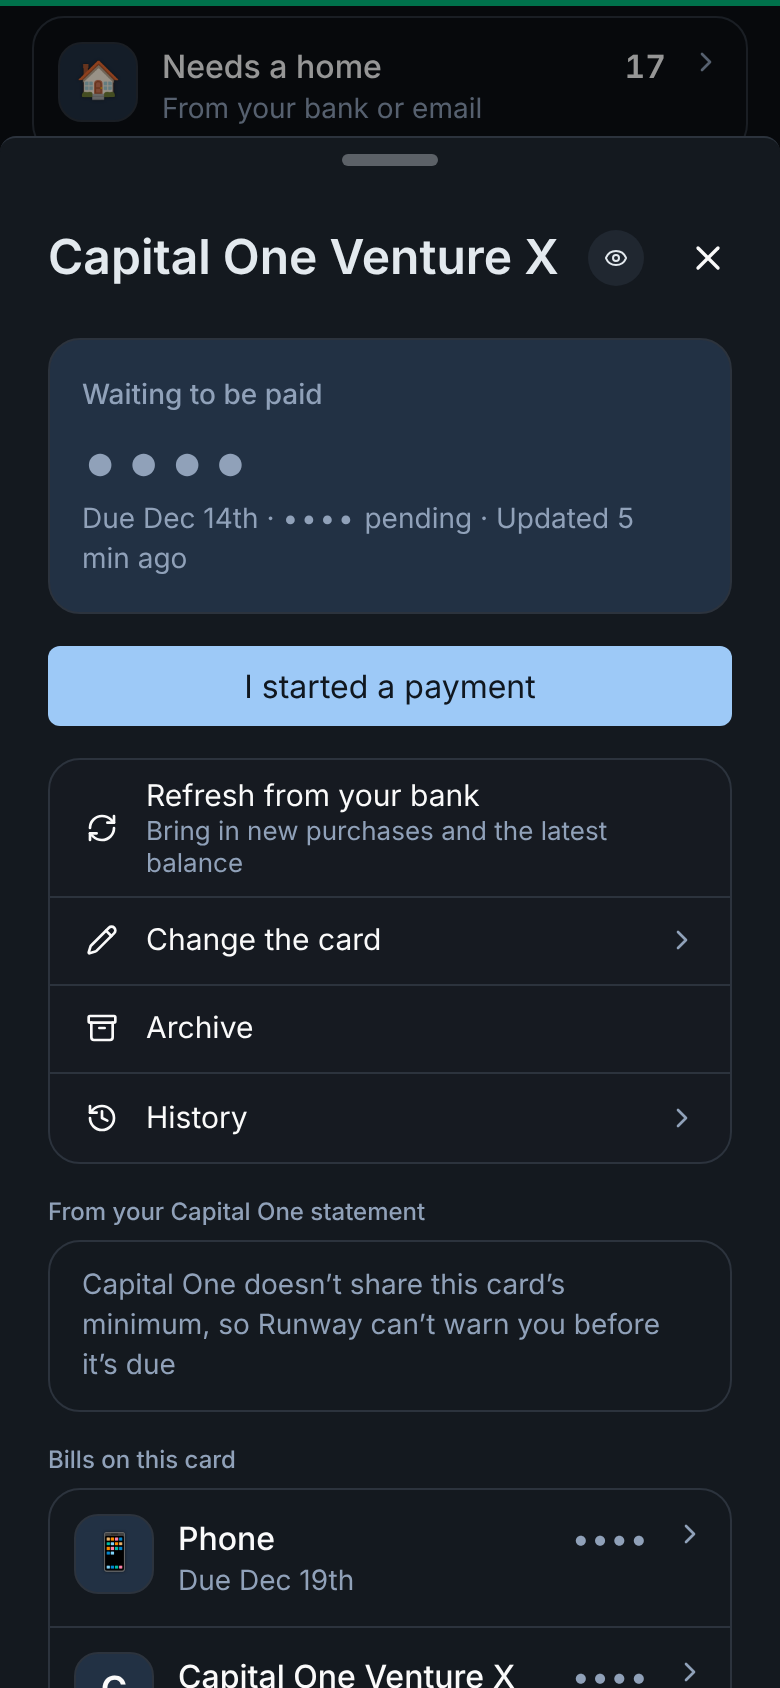 Needs a home
17
From your bank or email
Capital One Venture X
Waiting to be paid
••••
Due Dec 14th · •••• pending · Updated 5
min ago
I started a payment
Refresh from your bank
Bring in new purchases and the latest
balance
Change the card
Archive
History
From your Capital One statement
Capital One doesn’t share this card’s
minimum, so Runway can’t warn you before
it’s due
Bills on this card
Phone
••••
Due Dec 19th
Capital One Venture X
••••